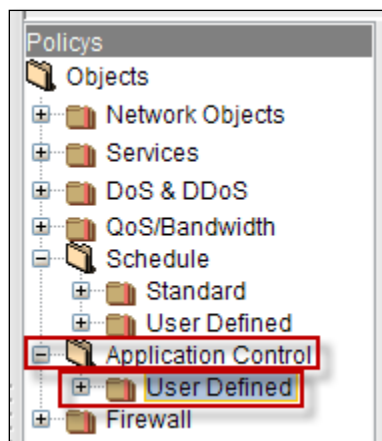 Policys
Objects
Network Objects
Services
DoS & DDoS
QoS/Bandwidth
Schedule
Standard
User Defined
Application Control
User Defined
Firewall